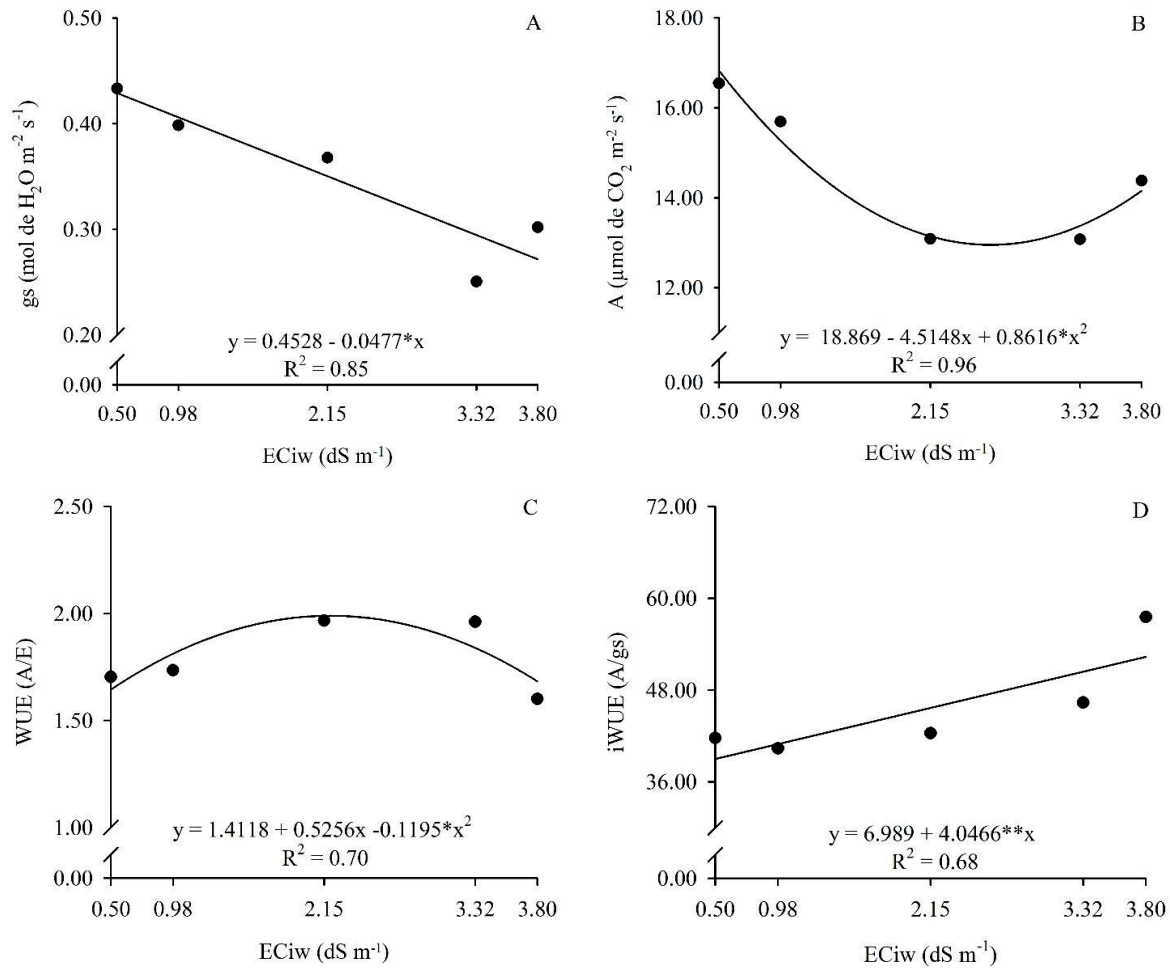 A
gs (mol de H₂O m⁻² s⁻¹)
0.50
0.40
0.30
0.20
0.00
y = 0.4528 - 0.0477*x
R² = 0.85
0.50 0.98 2.15 3.32 3.80
ECiw (dS m⁻¹)
B
A (µmol de CO₂ m⁻² s⁻¹)
18.00
16.00
14.00
12.00
0.00
y = 18.869 - 4.5148x + 0.8616*x²
R² = 0.96
0.50 0.98 2.15 3.32 3.80
ECiw (dS m⁻¹)
C
WUE (A/E)
2.50
2.00
1.50
1.00
0.00
y = 1.4118 + 0.5256x -0.1195*x²
R² = 0.70
0.50 0.98 2.15 3.32 3.80
ECiw (dS m⁻¹)
D
iWUE (A/gs)
72.00
60.00
48.00
36.00
0.00
y = 6.989 + 4.0466**x
R² = 0.68
0.50 0.98 2.15 3.32 3.80
ECiw (dS m⁻¹)